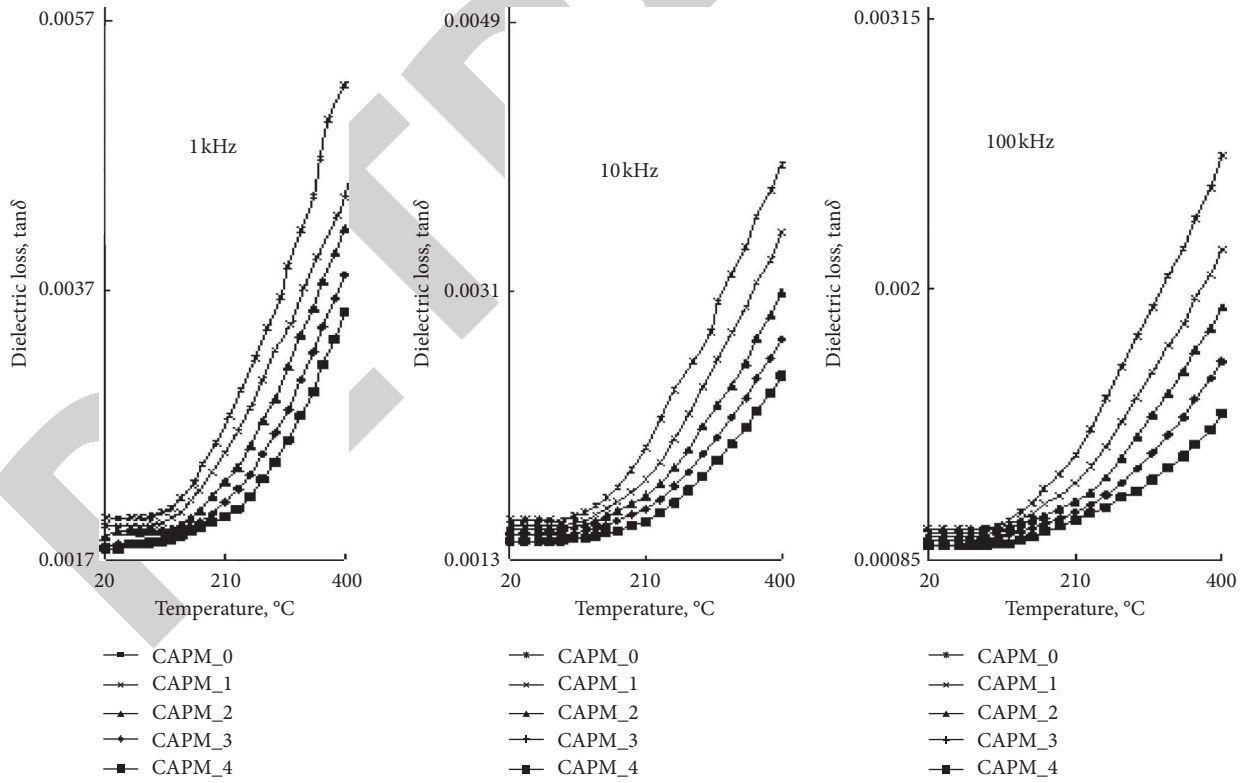 0.0057
0.0037
0.0017
Dielectric loss, tanδ
1 kHz
20
210
400
Temperature, °C
CAPM_0
CAPM_1
CAPM_2
CAPM_3
CAPM_4
0.0049
0.0031
0.0013
Dielectric loss, tanδ
10 kHz
20
210
400
Temperature, °C
CAPM_0
CAPM_1
CAPM_2
CAPM_3
CAPM_4
0.00315
0.002
0.00085
Dielectric loss, tanδ
100 kHz
20
210
400
Temperature, °C
CAPM_0
CAPM_1
CAPM_2
CAPM_3
CAPM_4